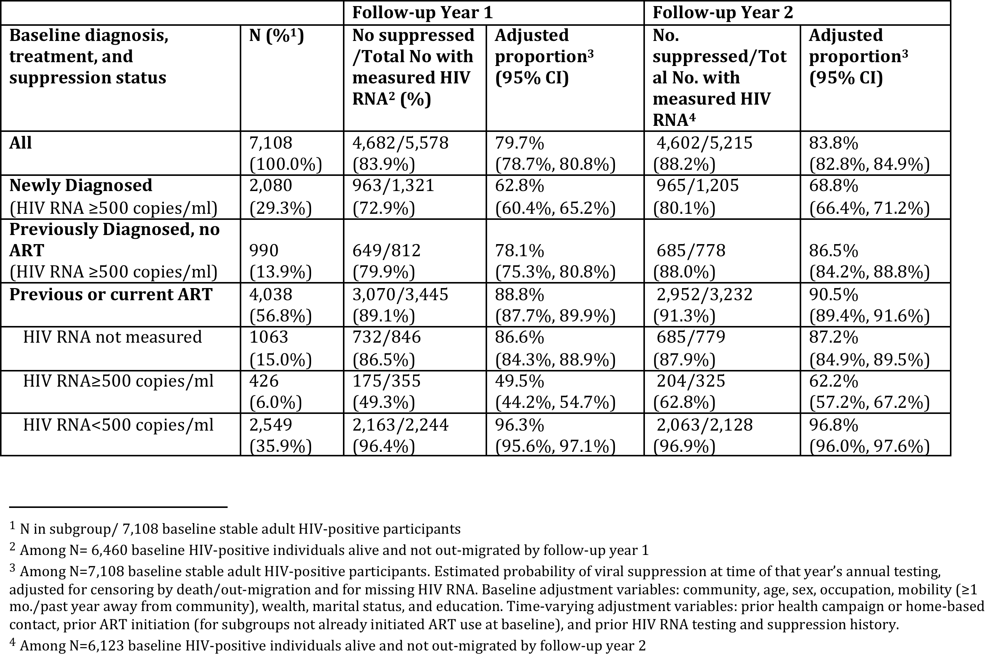 Follow-up Year 1 Follow-up Year 2
Baseline diagnosis, treatment, and suppression status N (%¹) No suppressed /Total No with measured HIV RNA² (%) Adjusted proportion³ (95% CI) No. suppressed/Total No. with measured HIV RNA⁴ Adjusted proportion³ (95% CI)
All 7,108 (100.0%) 4,682/5,578 (83.9%) 79.7% (78.7%, 80.8%) 4,602/5,215 (88.2%) 83.8% (82.8%, 84.9%)
Newly Diagnosed (HIV RNA ≥500 copies/ml) 2,080 (29.3%) 963/1,321 (72.9%) 62.8% (60.4%, 65.2%) 965/1,205 (80.1%) 68.8% (66.4%, 71.2%)
Previously Diagnosed, no ART (HIV RNA ≥500 copies/ml) 990 (13.9%) 649/812 (79.9%) 78.1% (75.3%, 80.8%) 685/778 (88.0%) 86.5% (84.2%, 88.8%)
Previous or current ART 4,038 (56.8%) 3,070/3,445 (89.1%) 88.8% (87.7%, 89.9%) 2,952/3,232 (91.3%) 90.5% (89.4%, 91.6%)
HIV RNA not measured 1063 (15.0%) 732/846 (86.5%) 86.6% (84.3%, 88.9%) 685/779 (87.9%) 87.2% (84.9%, 89.5%)
HIV RNA≥500 copies/ml 426 (6.0%) 175/355 (49.3%) 49.5% (44.2%, 54.7%) 204/325 (62.8%) 62.2% (57.2%, 67.2%)
HIV RNA<500 copies/ml 2,549 (35.9%) 2,163/2,244 (96.4%) 96.3% (95.6%, 97.1%) 2,063/2,128 (96.9%) 96.8% (96.0%, 97.6%)
¹ N in subgroup/ 7,108 baseline stable adult HIV-positive participants
² Among N= 6,460 baseline HIV-positive individuals alive and not out-migrated by follow-up year 1
³ Among N=7,108 baseline stable adult HIV-positive participants. Estimated probability of viral suppression at time of that year’s annual testing,
adjusted for censoring by death/out-migration and for missing HIV RNA. Baseline adjustment variables: community, age, sex, occupation, mobility (≥1
mo./past year away from community), wealth, marital status, and education. Time-varying adjustment variables: prior health campaign or home-based
contact, prior ART initiation (for subgroups not already initiated ART use at baseline), and prior HIV RNA testing and suppression history.
⁴ Among N=6,123 baseline HIV-positive individuals alive and not out-migrated by follow-up year 2